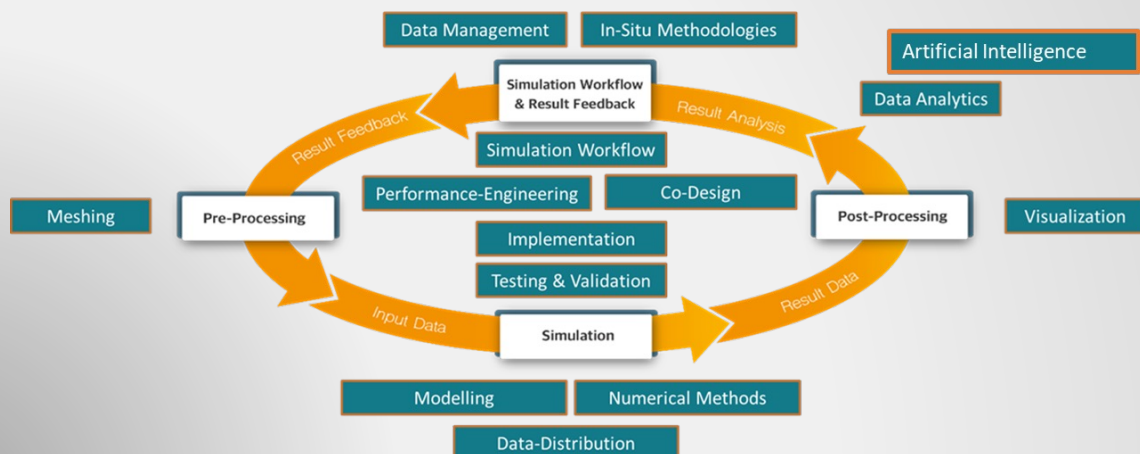 Data Management
In-Situ Methodologies
Artificial Intelligence
Simulation Workflow
& Result Feedback
Data Analytics
Result Feedback
Result Analysis
Simulation Workflow
Performance-Engineering
Co-Design
Meshing
Pre-Processing
Post-Processing
Visualization
Implementation
Testing & Validation
Input Data
Result Data
Simulation
Modelling
Numerical Methods
Data-Distribution